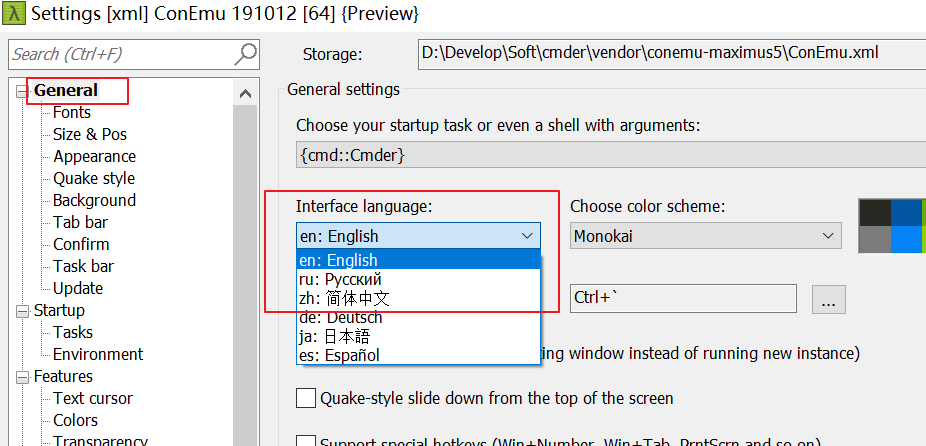 Settings [xml] ConEmu 191012 [64] {Preview}
Search (Ctrl+F)
Storage:
D:\Develop\Soft\cmder\vendor\conemu-maximus5\ConEmu.xml
General
Fonts
Size & Pos
Appearance
Quake style
Background
Tab bar
Confirm
Task bar
Update
Startup
Tasks
Environment
Features
Text cursor
Colors
Transparency
General settings
Choose your startup task or even a shell with arguments:
{cmd::Cmder}
Interface language:
en: English
en: English
ru: Русский
zh: 简体中文
de: Deutsch
ja: 日本語
es: Español
Choose color scheme:
Monokai
Ctrl+`
...
window instead of running new instance)
Quake-style slide down from the top of the screen
Support special hotkeys (Win+Number, Win+Tab, PrntScrn and so on)